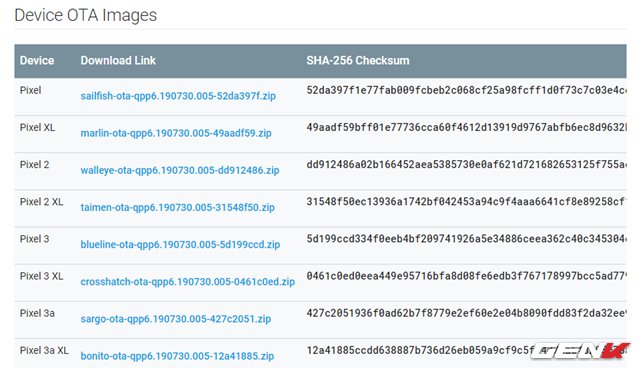 Device OTA Images
Device Download Link SHA-256 Checksum
Pixel sailfish-ota-qpp6.190730.005-52da397f.zip 52da397f1e77fab009fcbeb2c068cf25a98fcff1d0f73c7c03e4c
Pixel XL marlin-ota-qpp6.190730.005-49aadf59.zip 49aadf59bff01e77736cca60f4612d13919d9767abfb6ec8d9632
Pixel 2 walleye-ota-qpp6.190730.005-dd912486.zip dd912486a02b166452aea5385730e0af621d721682653125f755a
Pixel 2 XL taimen-ota-qpp6.190730.005-31548f50.zip 31548f50ec13936a1742bf042453a94c9f4aaa6641cf8e89258cf
Pixel 3 blueline-ota-qpp6.190730.005-5d199ccd.zip 5d199ccd334f0eeb4bf209741926a5e34886ceea362c40c345304
Pixel 3 XL crosshatch-ota-qpp6.190730.005-0461c0ed.zip 0461c0ed0eea449e95716bfa8d08fe6edb3f767178997bcc5ad77
Pixel 3a sargo-ota-qpp6.190730.005-427c2051.zip 427c2051936f0ad62b7f8779e2ef60e2e04b8090fdd83f2da32ee
Pixel 3a XL bonito-ota-qpp6.190730.005-12a41885.zip 12a41885ccdd638887b736d26eb059a9cf9c5f
GENK